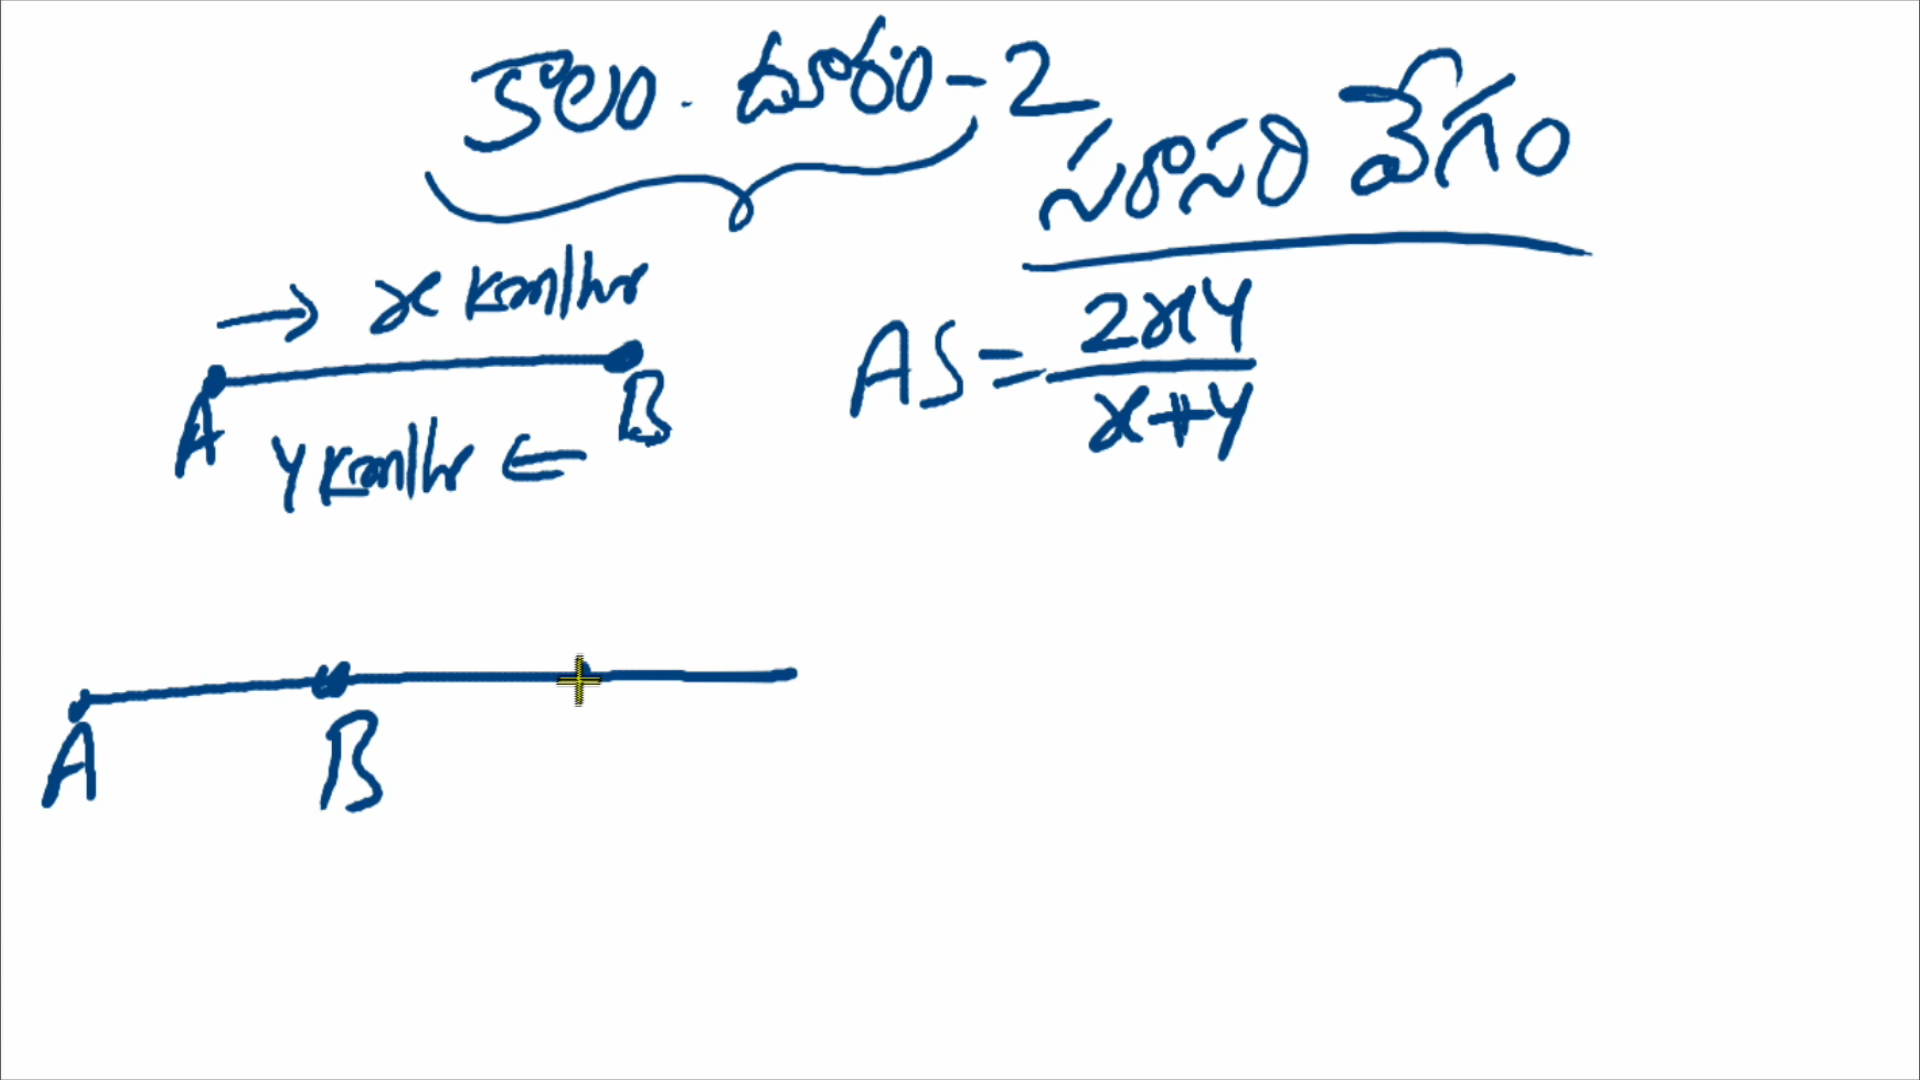 కాలం - దూరం - 2
సరాసరి వేగం
→ x km/hr
A B
y km/hr ←
AS = 2xy / x+y
A B